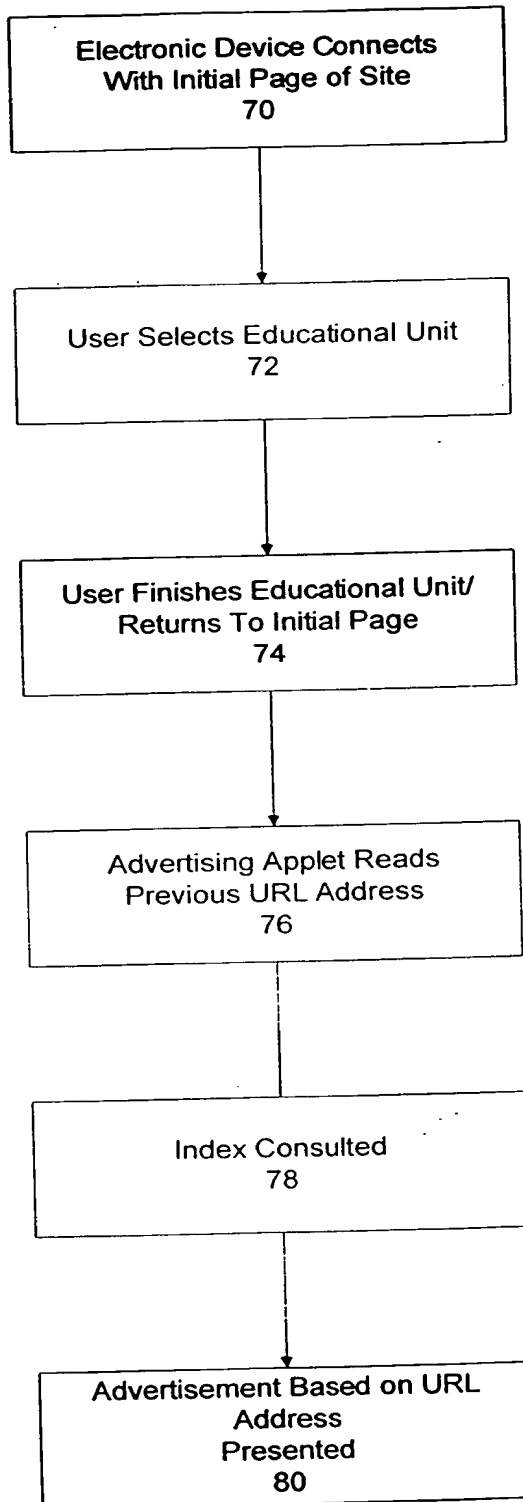 Electronic Device Connects
With Initial Page of Site
70
User Selects Educational Unit
72
User Finishes Educational Unit/
Returns To Initial Page
74
Advertising Applet Reads
Previous URL Address
76
Index Consulted
78
Advertisement Based on URL
Address
Presented
80